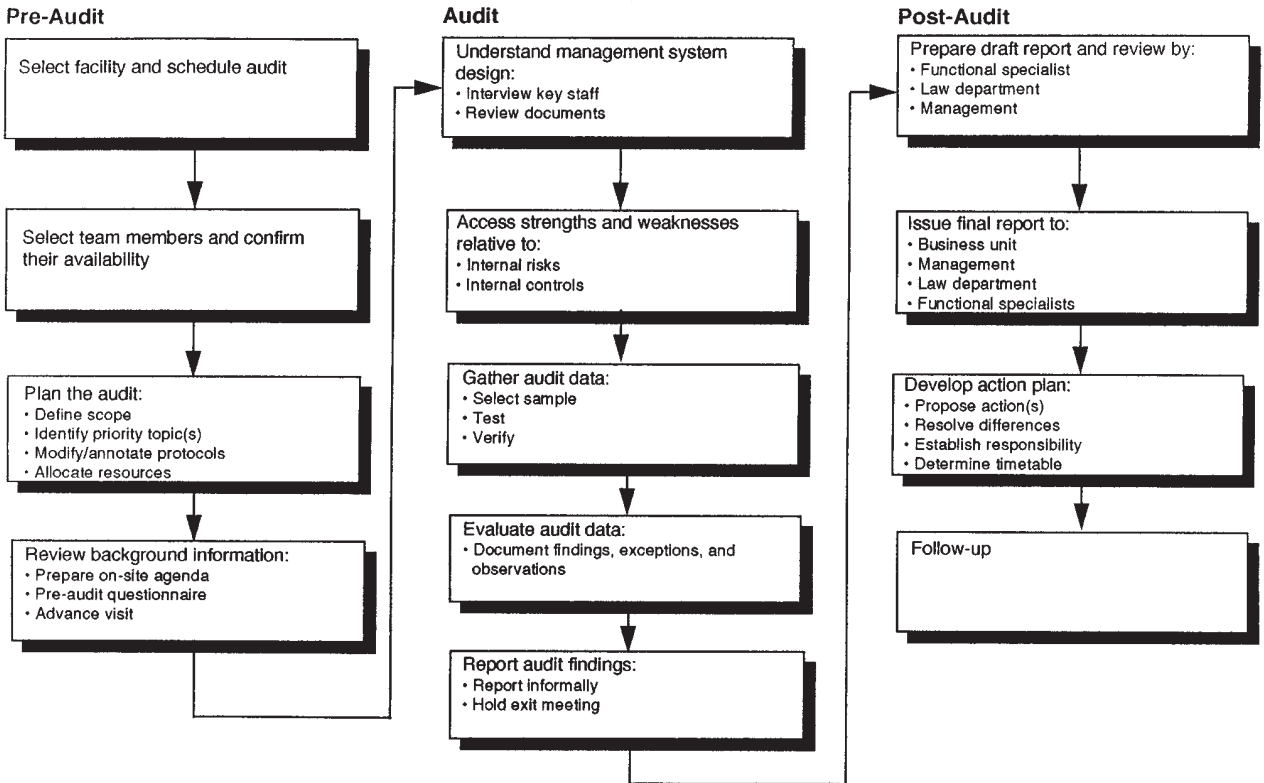 Pre-Audit
Select facility and schedule audit
Select team members and confirm
their availability
Plan the audit:
• Define scope
• Identify priority topic(s)
• Modify/annotate protocols
• Allocate resources
Review background information:
• Prepare on-site agenda
• Pre-audit questionnaire
• Advance visit
Audit
Understand management system
design:
• Interview key staff
• Review documents
Access strengths and weaknesses
relative to:
• Internal risks
• Internal controls
Gather audit data:
• Select sample
• Test
• Verify
Evaluate audit data:
• Document findings, exceptions, and
observations
Report audit findings:
• Report informally
• Hold exit meeting
Post-Audit
Prepare draft report and review by:
• Functional specialist
• Law department
• Management
Issue final report to:
• Business unit
• Management
• Law department
• Functional specialists
Develop action plan:
• Propose action(s)
• Resolve differences
• Establish responsibility
• Determine timetable
Follow-up